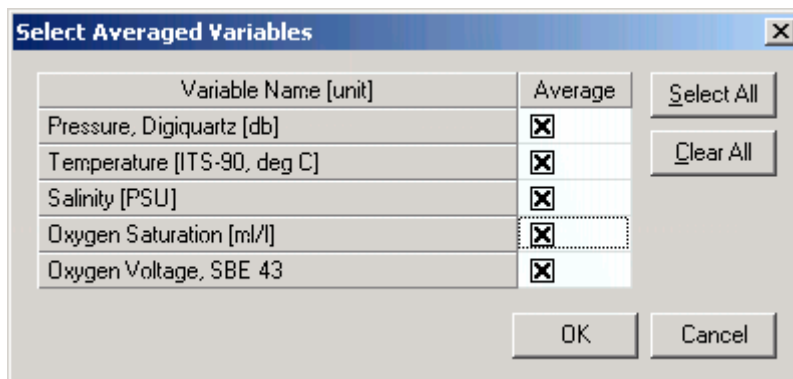 Select Averaged Variables
Variable Name [unit] Average
Pressure, Digiquartz [db]
Temperature [ITS-90, deg C]
Salinity [PSU]
Oxygen Saturation [ml/l]
Oxygen Voltage, SBE 43
Select All
Clear All
OK Cancel